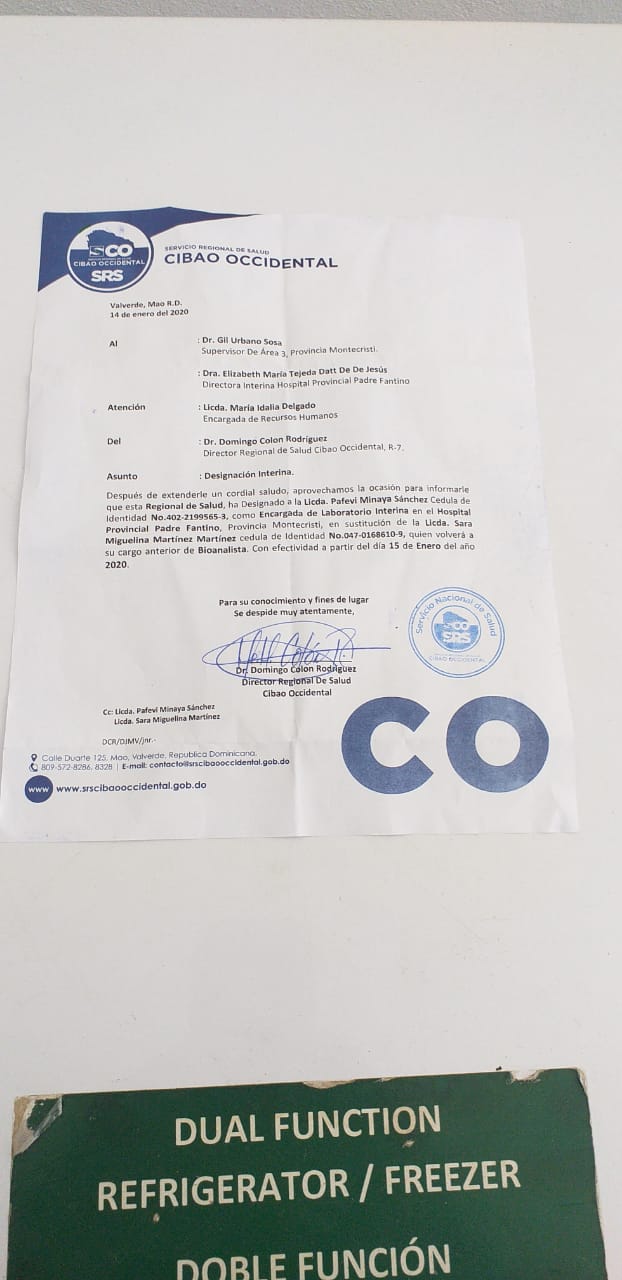 SCO
CIBAO OCCIDENTAL
SRS
SERVICIO REGIONAL DE SALUD
CIBAO OCCIDENTAL
Valverde, Mao R.D.
14 de enero del 2020
Al : Dr. Gil Urbano Sosa
Supervisor De Área 3, Provincia Montecristi.
: Dra. Elizabeth María Tejeda Datt De De Jesús
Directora Interina Hospital Provincial Padre Fantino
Atención : Licda. María Idalia Delgado
Encargada de Recursos Humanos
Del : Dr. Domingo Colon Rodríguez
Director Regional de Salud Cibao Occidental, R-7.
Asunto : Designación Interina.
Después de extenderle un cordial saludo, aprovechamos la ocasión para informarle
que esta Regional de Salud, ha Designado a la Licda. Pafevi Minaya Sánchez Cedula de
Identidad No.402-2199565-3, como Encargada de Laboratorio Interina en el Hospital
Provincial Padre Fantino, Provincia Montecristi, en sustitución de la Licda. Sara
Miguelina Martínez Martínez cedula de Identidad No.047-0168610-9, quien volverá a
su cargo anterior de Bioanalista. Con efectividad a partir del día 15 de Enero del año
2020.
Para su conocimiento y fines de lugar
Se despide muy atentamente,
Dr. Domingo Colon Rodríguez
Director Regional De Salud
Cibao Occidental
Servicio Nacional de Salud
SCO
SRS
CIBAO OCCIDENTAL
Cc: Licda. Pafevi Minaya Sánchez
Licda. Sara Miguelina Martínez
DCR/DJMV/jnr.-
CO
Calle Duarte 125, Mao, Valverde, Republica Dominicana.
809-572-8286, 8328 | E-mail: contacto@srscibaooccidental.gob.do
www www.srscibaooccidental.gob.do
DUAL FUNCTION
REFRIGERATOR / FREEZER
DOBLE FUNCIÓN